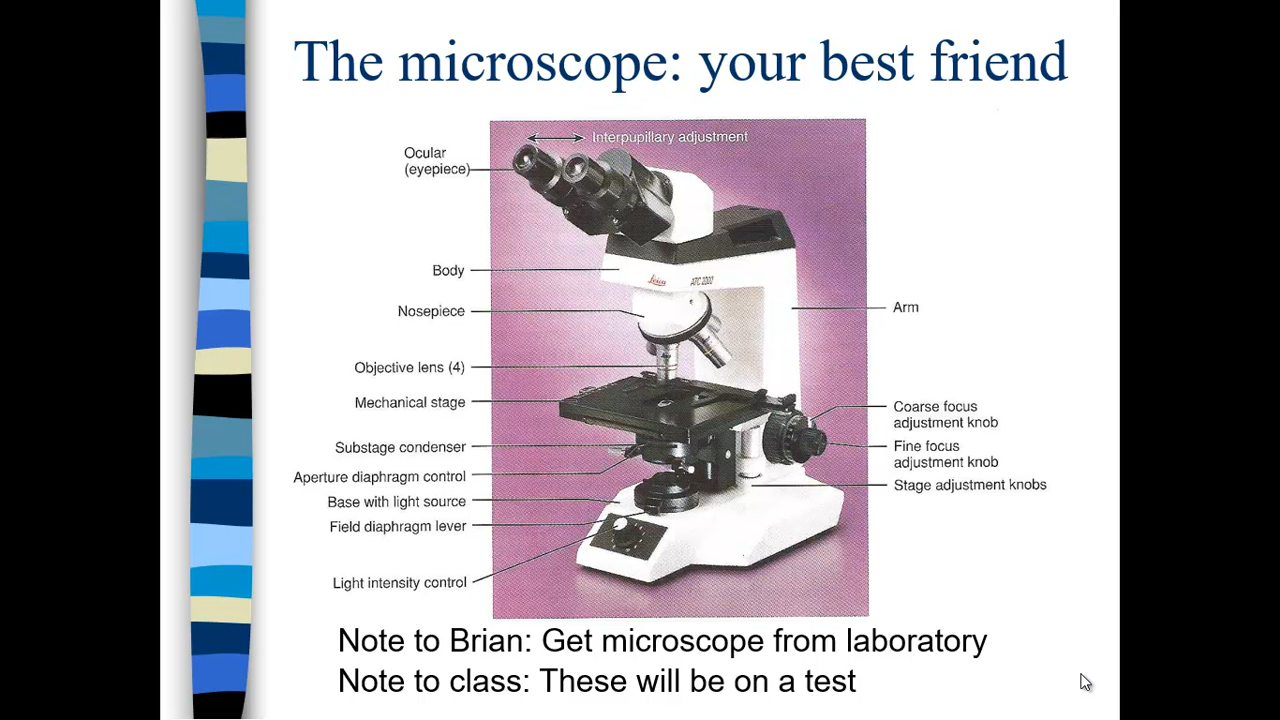 The microscope: your best friend
Interpupillary adjustment
Ocular
(eyepiece)
Body
Leica ATC 2000
Nosepiece
Arm
Objective lens (4)
Mechanical stage
Coarse focus
adjustment knob
Substage condenser
Fine focus
adjustment knob
Aperture diaphragm control
Stage adjustment knobs
Base with light source
Field diaphragm lever
Light intensity control
Note to Brian: Get microscope from laboratory
Note to class: These will be on a test